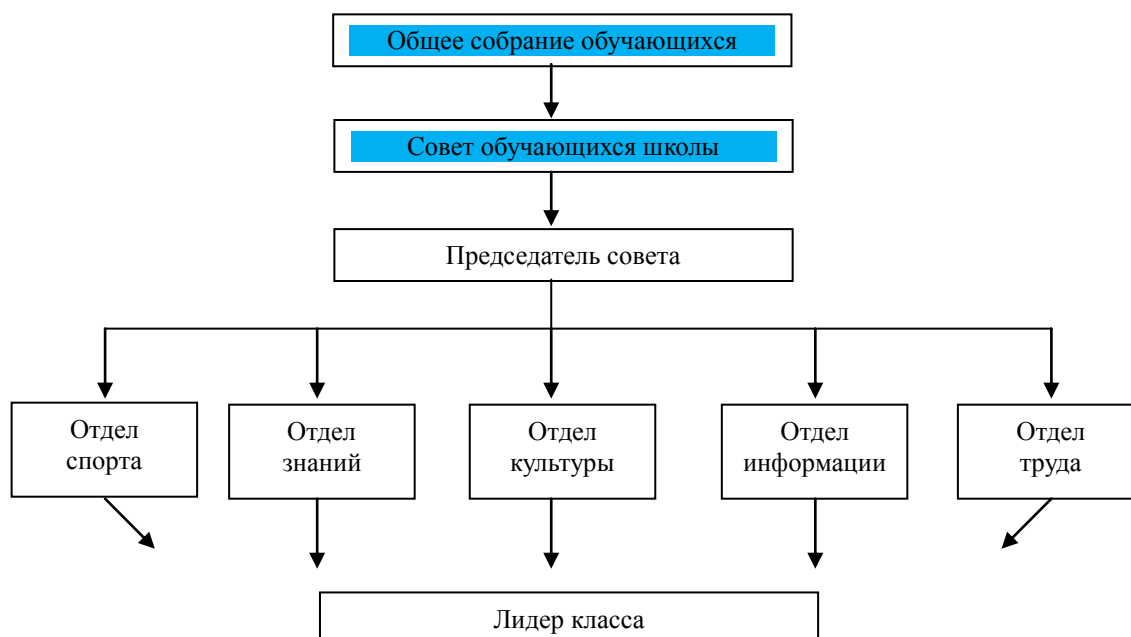 Общее собрание обучающихся
Совет обучающихся школы
Председатель совета
Отдел
спорта
Отдел
знаний
Отдел
культуры
Отдел
информации
Отдел
труда
Лидер класса